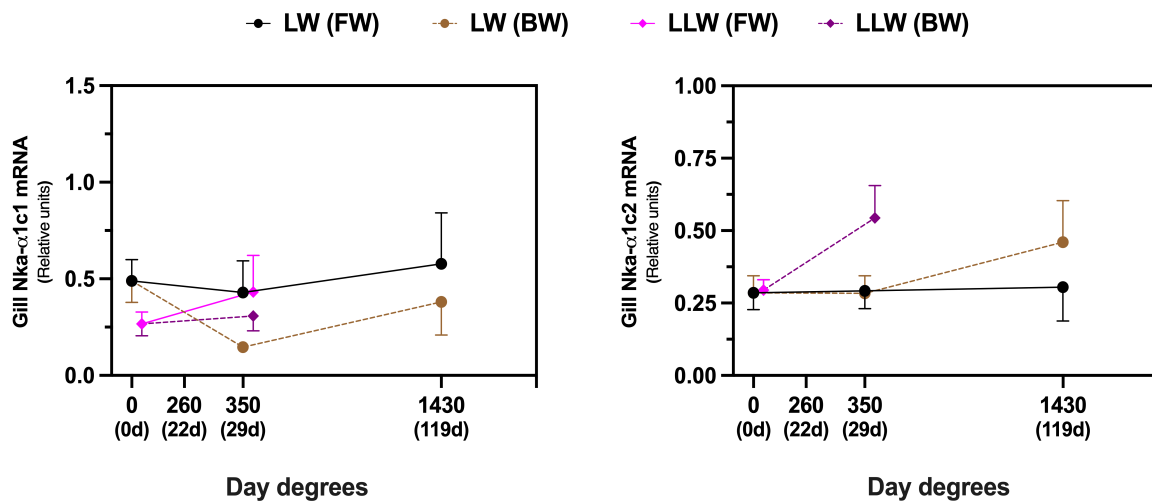 LW (FW) LW (BW) LLW (FW) LLW (BW)
Gill Nka-α1c1 mRNA
(Relative units)
1.5
1.0
0.5
0.0
0 260 350 1430
(0d) (22d) (29d) (119d)
Day degrees
Gill Nka-α1c2 mRNA
(Relative units)
1.00
0.75
0.50
0.25
0.00
0 260 350 1430
(0d) (22d) (29d) (119d)
Day degrees